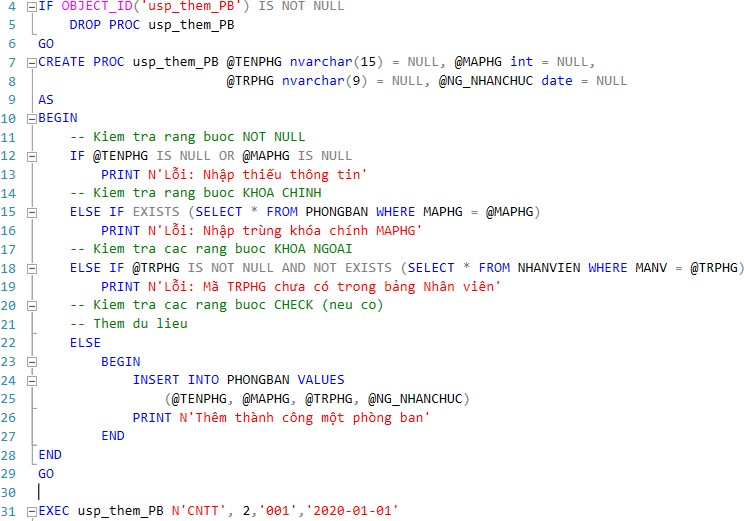 4 IF OBJECT_ID('usp_them_PB') IS NOT NULL
5     DROP PROC usp_them_PB
6 GO
7 CREATE PROC usp_them_PB @TENPHG nvarchar(15) = NULL, @MAPHG int = NULL,
8                         @TRPHG nvarchar(9) = NULL, @NG_NHANCHUC date = NULL
9 AS
10 BEGIN
11     -- Kiem tra rang buoc NOT NULL
12     IF @TENPHG IS NULL OR @MAPHG IS NULL
13         PRINT N'Lỗi: Nhập thiếu thông tin'
14     -- Kiem tra rang buoc KHOA CHINH
15     ELSE IF EXISTS (SELECT * FROM PHONGBAN WHERE MAPHG = @MAPHG)
16         PRINT N'Lỗi: Nhập trùng khóa chính MAPHG'
17     -- Kiem tra cac rang buoc KHOA NGOAI
18     ELSE IF @TRPHG IS NOT NULL AND NOT EXISTS (SELECT * FROM NHANVIEN WHERE MANV = @TRPHG)
19         PRINT N'Lỗi: Mã TRPHG chưa có trong bảng Nhân viên'
20     -- Kiem tra cac rang buoc CHECK (neu co)
21     -- Them du lieu
22     ELSE
23         BEGIN
24             INSERT INTO PHONGBAN VALUES
25                 (@TENPHG, @MAPHG, @TRPHG, @NG_NHANCHUC)
26             PRINT N'Thêm thành công một phòng ban'
27         END
28 END
29 GO
30
31 EXEC usp_them_PB N'CNTT', 2,'001','2020-01-01'